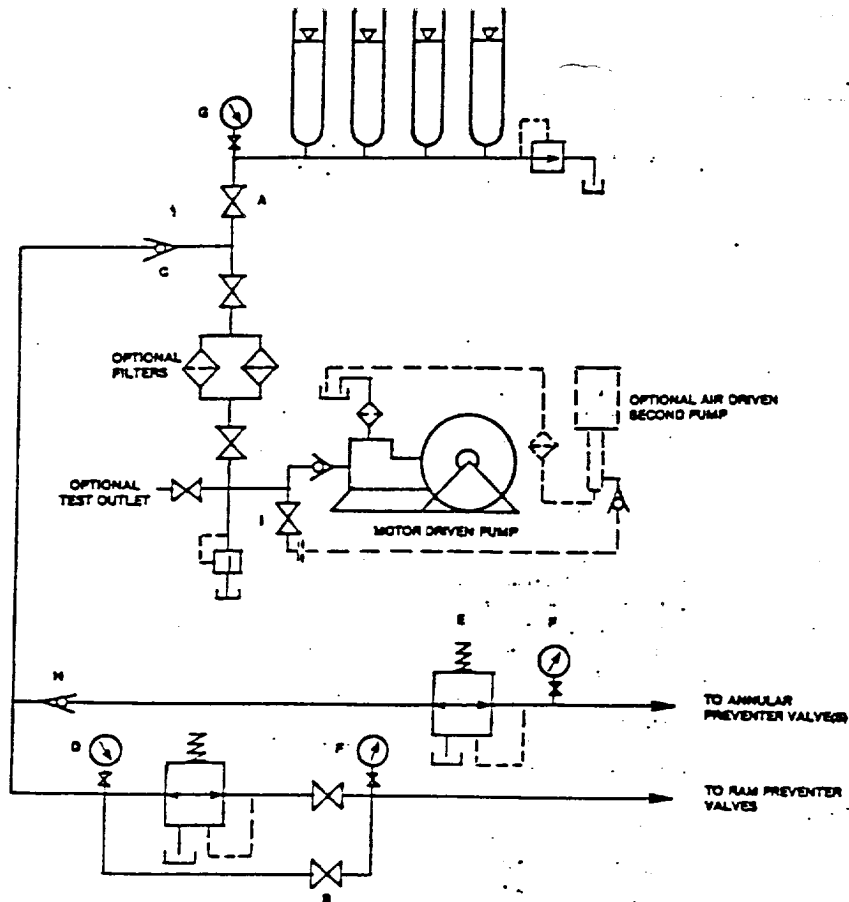 G
A
C
OPTIONAL
FILTERS
OPTIONAL AIR DRIVEN
SECOND PUMP
OPTIONAL
TEST OUTLET
I
MOTOR DRIVEN PUMP
E
F
H
TO ANNULAR
PREVENTER VALVE(S)
D
F
TO RAM PREVENTER
VALVES
B